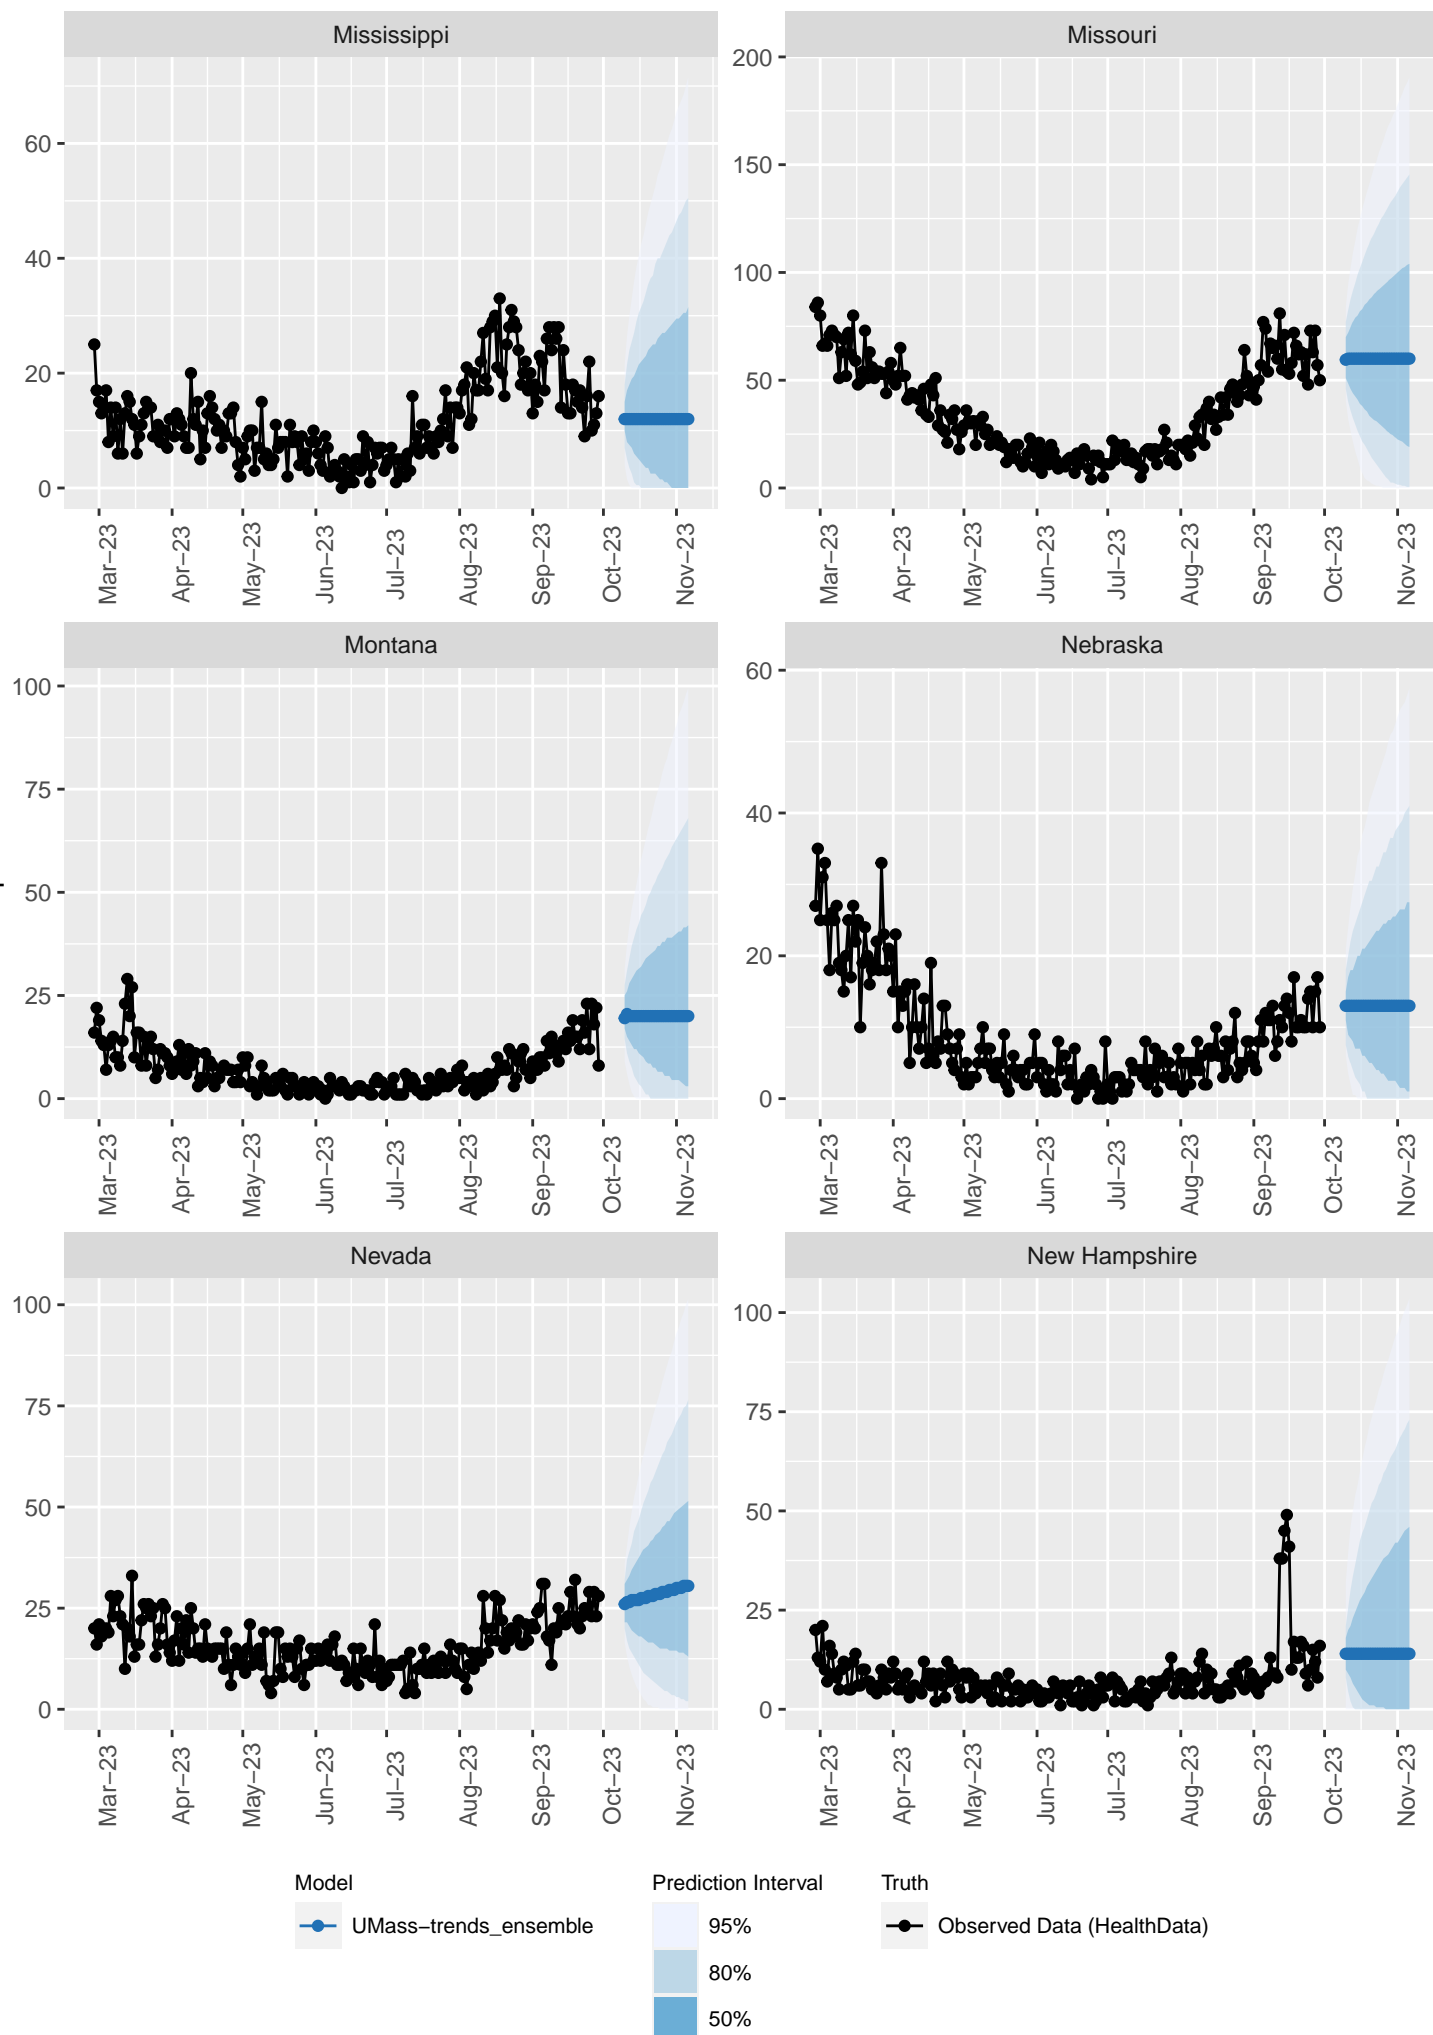 Mississippi
Missouri
0
20
40
60
0
50
100
150
200
Mar−23
Apr−23
May−23
Jun−23
Jul−23
Aug−23
Sep−23
Oct−23
Nov−23
Mar−23
Apr−23
May−23
Jun−23
Jul−23
Aug−23
Sep−23
Oct−23
Nov−23
Montana
Nebraska
0
25
50
75
100
0
20
40
60
Mar−23
Apr−23
May−23
Jun−23
Jul−23
Aug−23
Sep−23
Oct−23
Nov−23
Mar−23
Apr−23
May−23
Jun−23
Jul−23
Aug−23
Sep−23
Oct−23
Nov−23
Nevada
New Hampshire
0
25
50
75
100
0
25
50
75
100
Mar−23
Apr−23
May−23
Jun−23
Jul−23
Aug−23
Sep−23
Oct−23
Nov−23
Mar−23
Apr−23
May−23
Jun−23
Jul−23
Aug−23
Sep−23
Oct−23
Nov−23
Model
UMass−trends_ensemble
Prediction Interval
95%
80%
50%
Truth
Observed Data (HealthData)